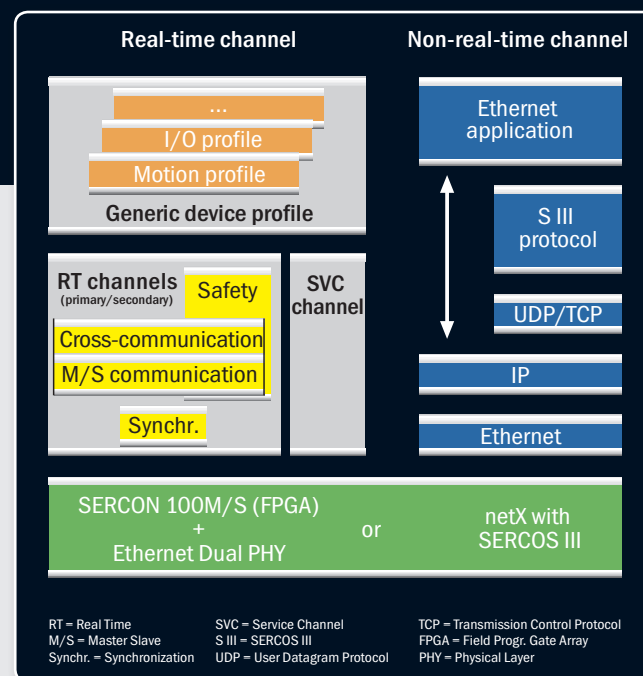 Real-time channel
Non-real-time channel
...
I/O profile
Motion profile
Generic device profile
Ethernet
application
S III
protocol
UDP/TCP
IP
Ethernet
RT channels
(primary/secondary)
Safety
Cross-communication
M/S communication
Synchr.
SVC
channel
SERCON 100M/S (FPGA)
+
Ethernet Dual PHY
or
netX with
SERCOS III
RT = Real Time
M/S = Master Slave
Synchr. = Synchronization
SVC = Service Channel
S III = SERCOS III
UDP = User Datagram Protocol
TCP = Transmission Control Protocol
FPGA = Field Progr. Gate Array
PHY = Physical Layer